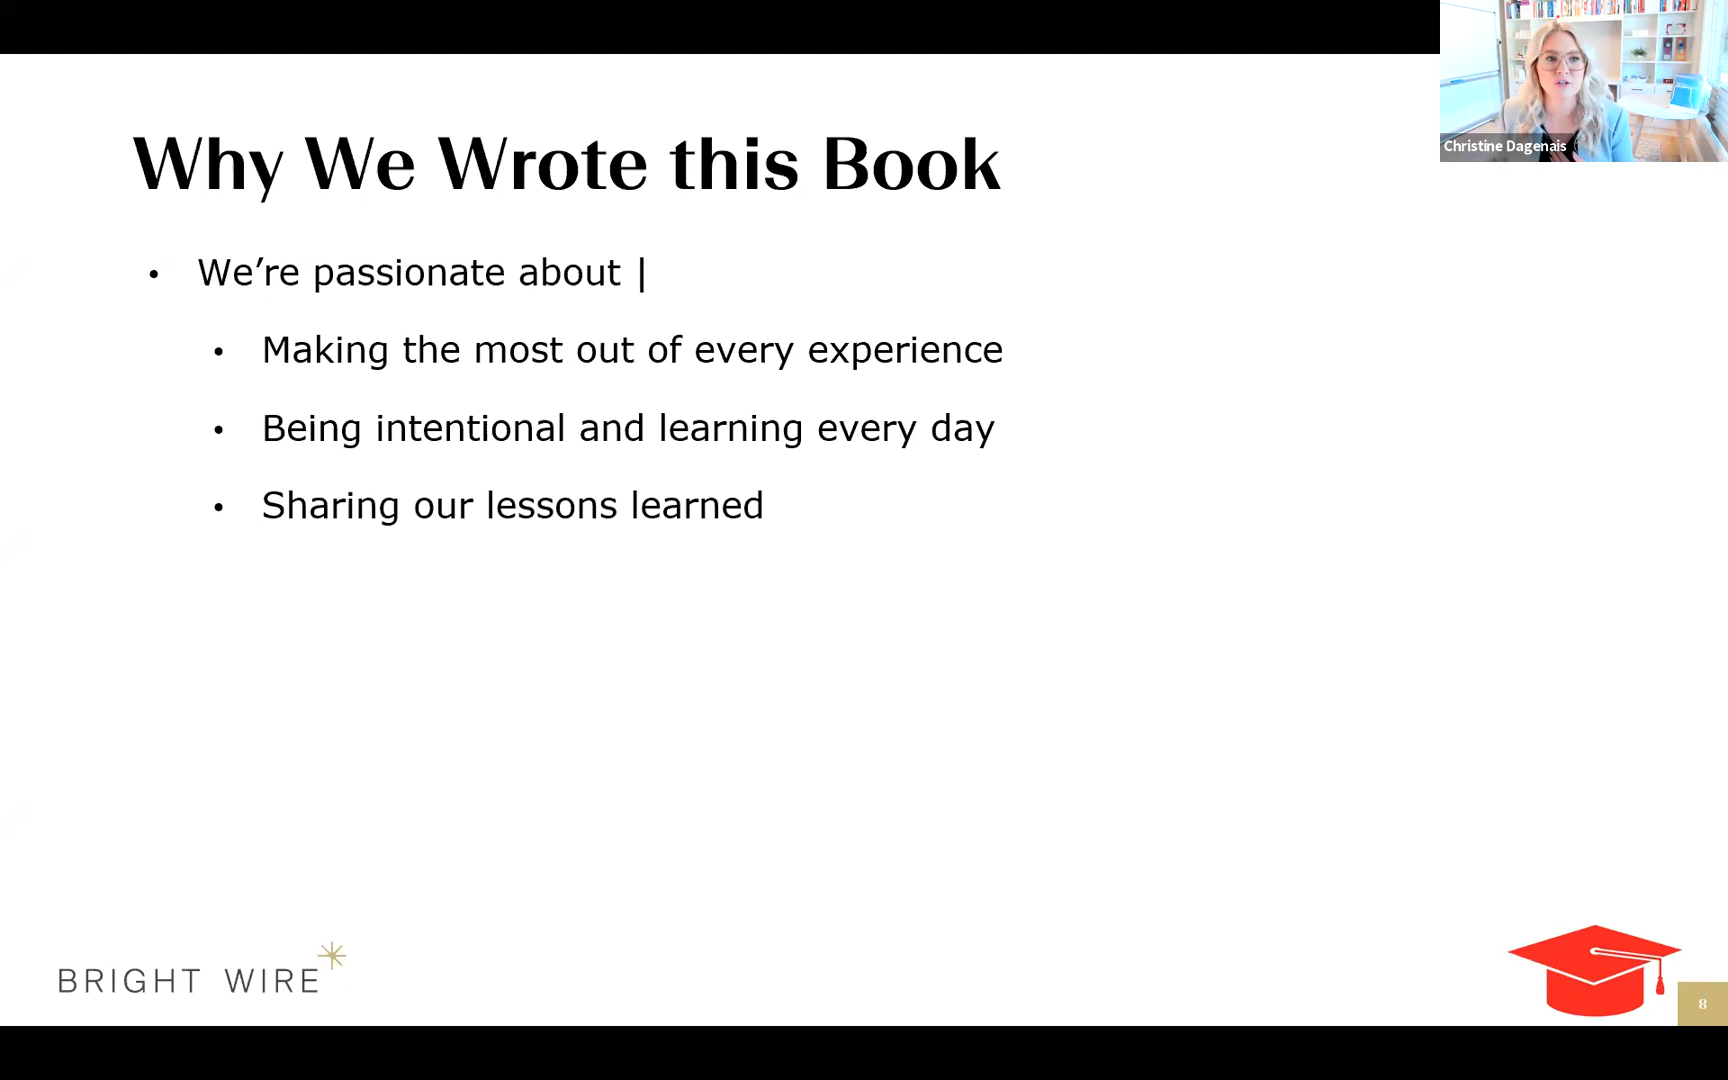 Why We Wrote this Book
• We’re passionate about |
• Making the most out of every experience
• Being intentional and learning every day
• Sharing our lessons learned
Christine Dagenais
BRIGHT WIRE
8